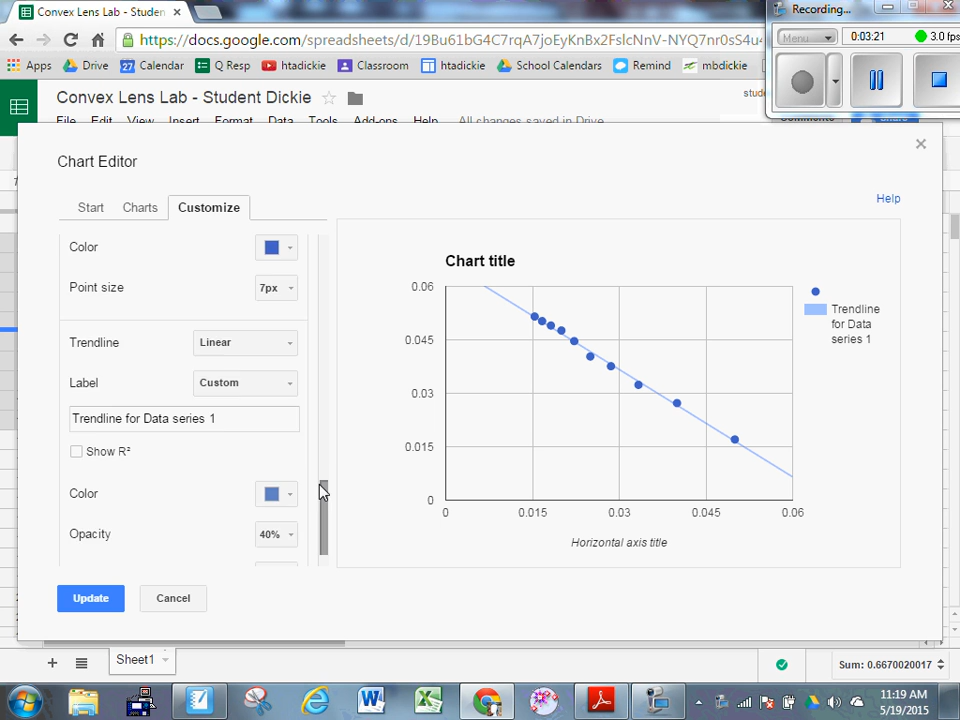 Convex Lens Lab - Studen
Recording...
https://docs.google.com/spreadsheets/d/19Bu61bG4C7rqA7joEyKnBx2FslcNnV-NYQ7nr0sS4u4
Menu
0:03:21
3.0 fps
Apps
Drive
27
Calendar
Q Resp
htadickie
Classroom
htadickie
School Calendars
Remind
mbdickie
Convex Lens Lab - Student Dickie
stude
File Edit View Insert Format Data Tools Add-ons Help
All changes saved in Drive
Comments
Share
Chart Editor
Help
Start
Charts
Customize
Color
Point size
7px
Trendline
Linear
Label
Custom
Trendline for Data series 1
Show R²
Color
Opacity
40%
Update
Cancel
Chart title
0.06
0.045
0.03
0.015
0
0
0.015
0.03
0.045
0.06
Horizontal axis title
Trendline
for Data
series 1
Sheet1
Sum: 0.6670020017
11:19 AM
5/19/2015